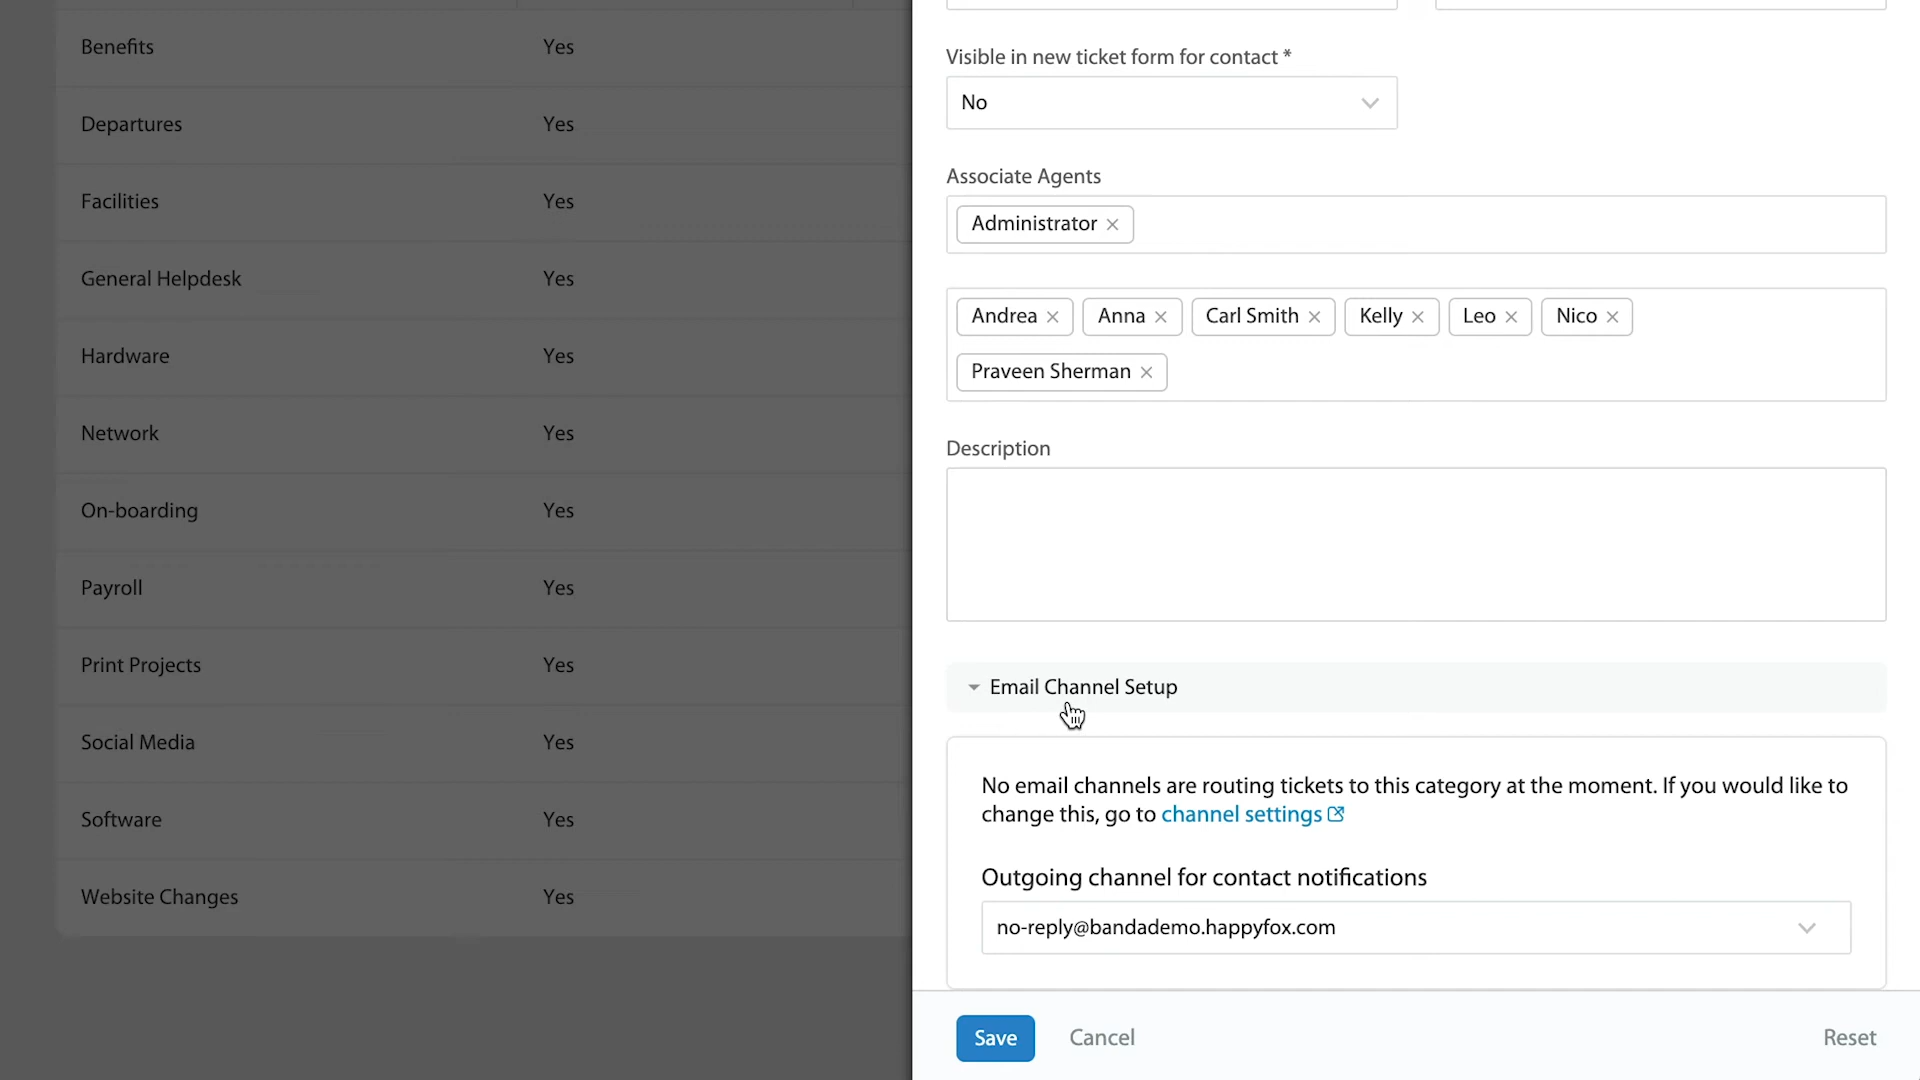 Benefits Yes
Departures Yes
Facilities Yes
General Helpdesk Yes
Hardware Yes
Network Yes
On-boarding Yes
Payroll Yes
Print Projects Yes
Social Media Yes
Software Yes
Website Changes Yes
Visible in new ticket form for contact *
No
Associate Agents
Administrator
Andrea Anna Carl Smith Kelly Leo Nico
Praveen Sherman
Description
Email Channel Setup
No email channels are routing tickets to this category at the moment. If you would like to
change this, go to channel settings
Outgoing channel for contact notifications
no-reply@bandademo.happyfox.com
Save Cancel Reset